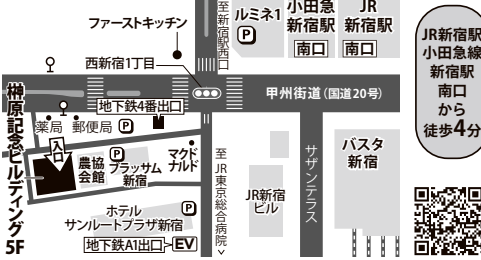 ファーストキッチン
至新宿駅西口
ルミネ1
P
小田急
新宿駅
南口
JR
新宿駅
南口
JR新宿駅
小田急線
新宿駅
南口
から
徒歩4分
西新宿1丁目
甲州街道(国道20号)
地下鉄4番出口
薬局
郵便局
P
入口
榊原記念ビルディング
5F
農協
会館
P
プラッサム
新宿
マクド
ナルド
至JR東京総合病院
JR新宿
ビル
サザンテラス
バスタ
新宿
ホテル
サンルートプラザ新宿
P
地下鉄A1出口
EV